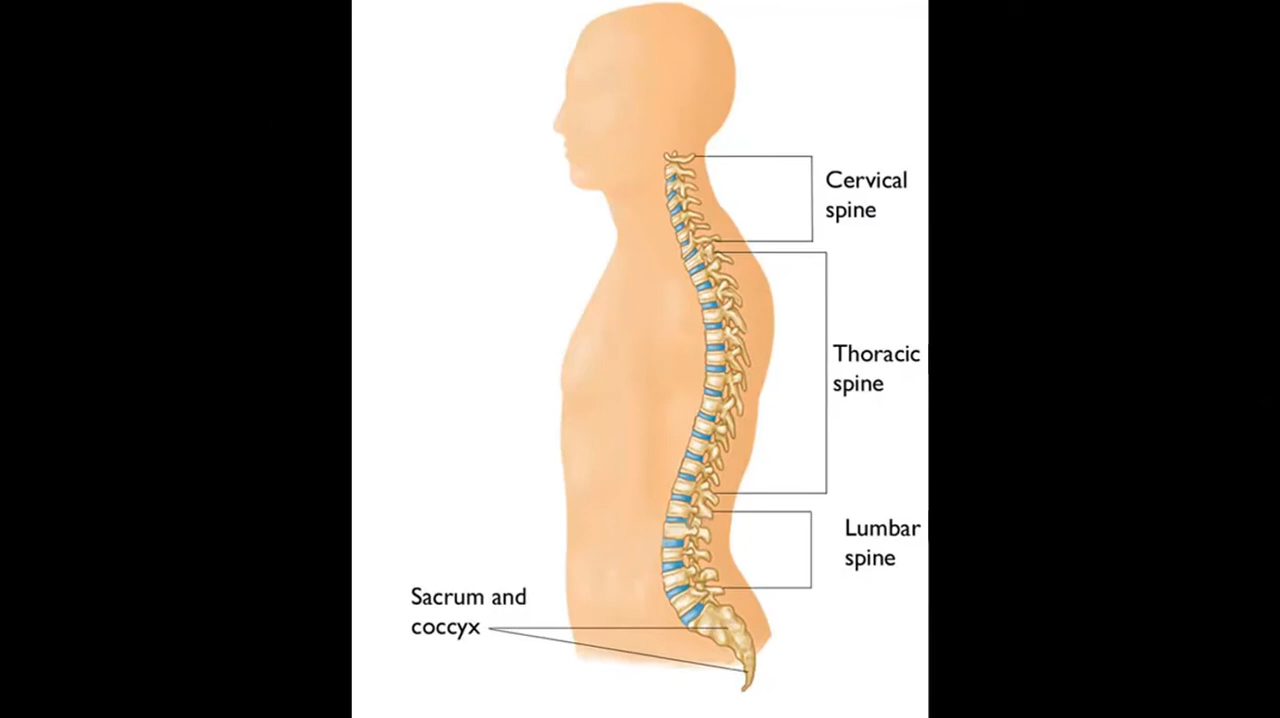 Cervical
spine
Thoracic
spine
Lumbar
spine
Sacrum and
coccyx